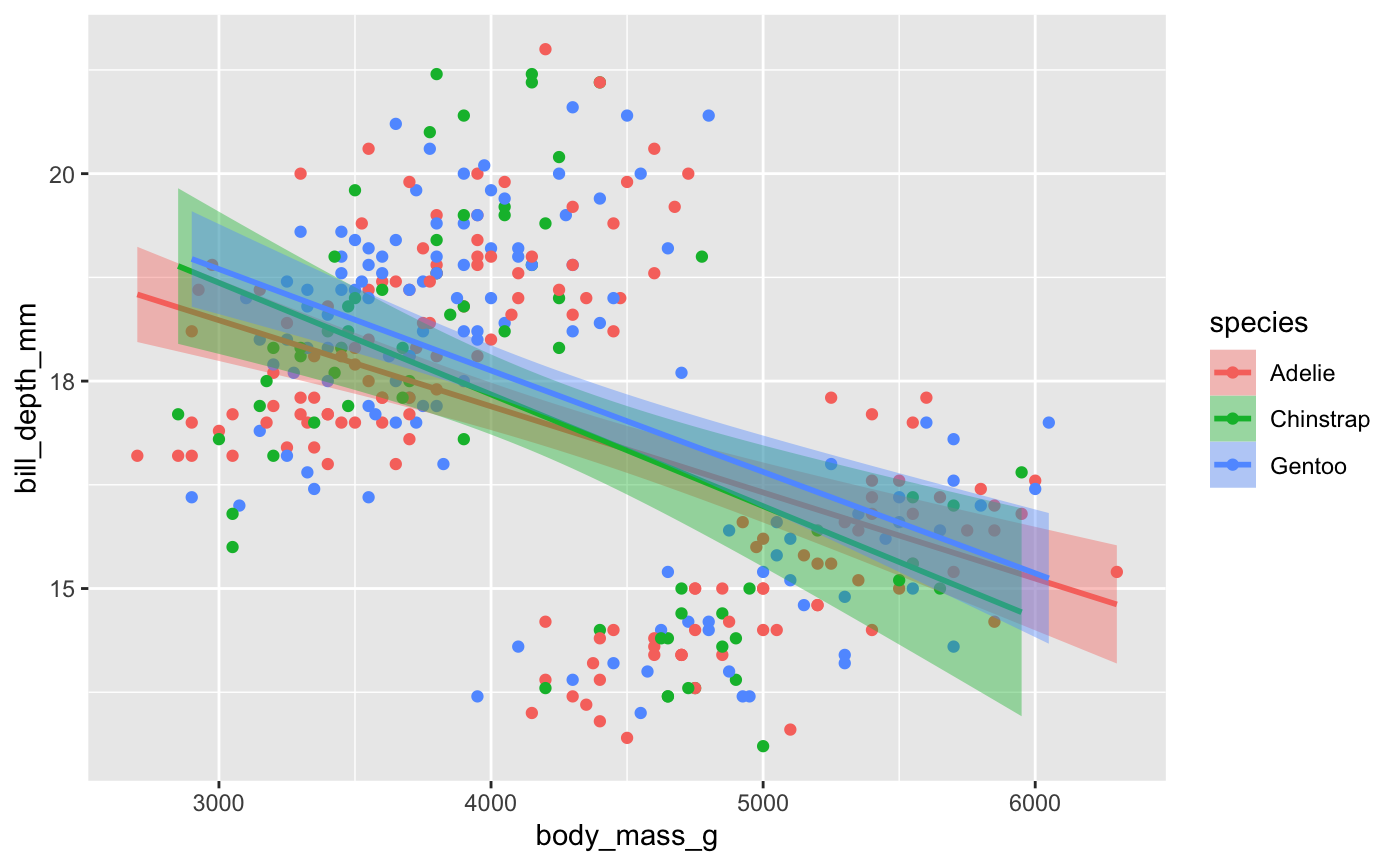 bill_depth_mm
20
18
15
3000
4000
5000
6000
body_mass_g
species
Adelie
Chinstrap
Gentoo